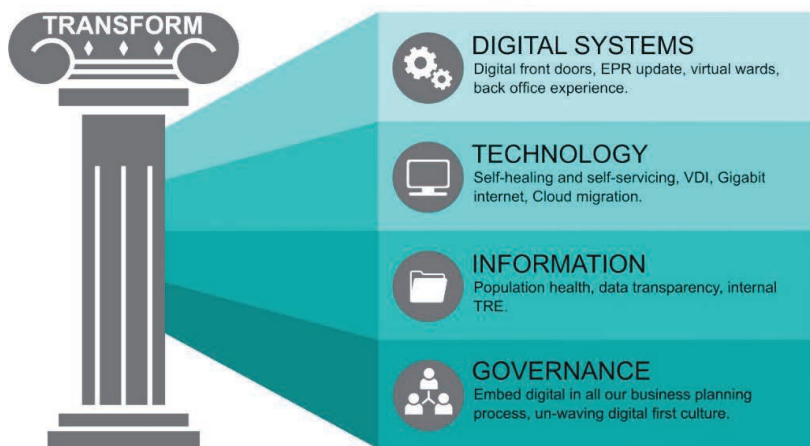 TRANSFORM
DIGITAL SYSTEMS
Digital front doors, EPR update, virtual wards,
back office experience.
TECHNOLOGY
Self-healing and self-servicing, VDI, Gigabit
internet, Cloud migration.
INFORMATION
Population health, data transparency, internal
TRE.
GOVERNANCE
Embed digital in all our business planning
process, un-waving digital first culture.